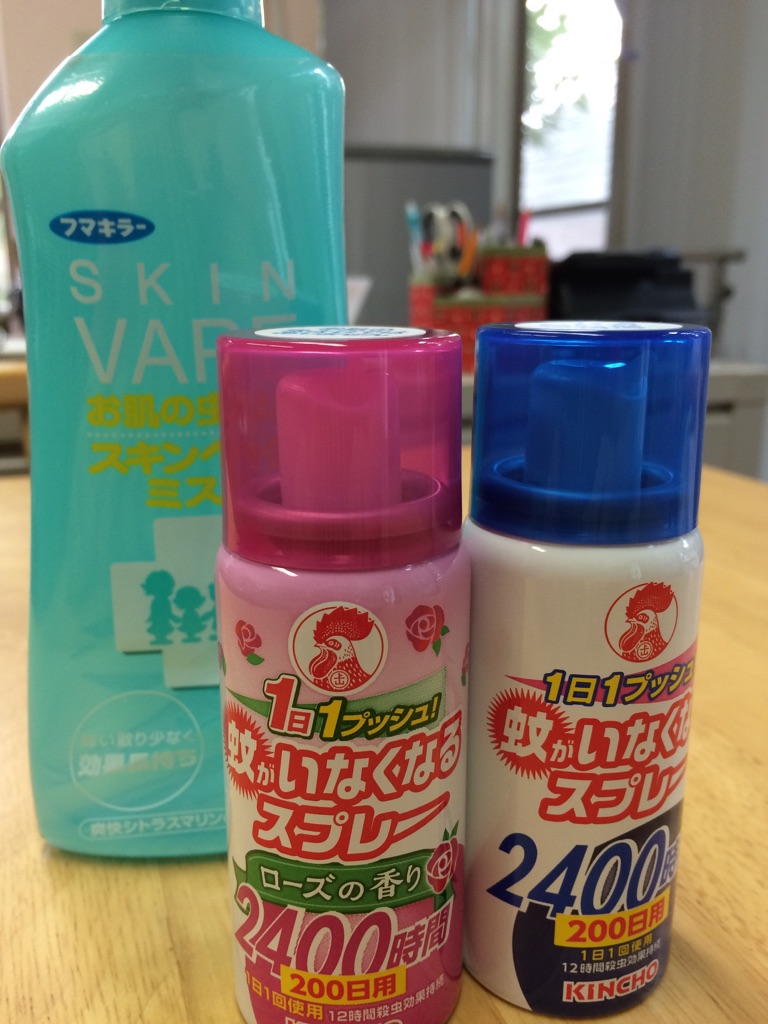 フマキラー
SKIN
VAPE
お肌の虫
スキン
ミス
効果長持ち
爽快シトラスマリン
1日1プッシュ!
蚊がいなくなる
スプレー
ローズの香り
2400時間
200日用
1日1回使用 12時間殺虫効果持続
1日1プッシュ
蚊がいなくな
スプレー
2400時
200日用
1日1回使用
12時間殺虫効果持続
KINCHO